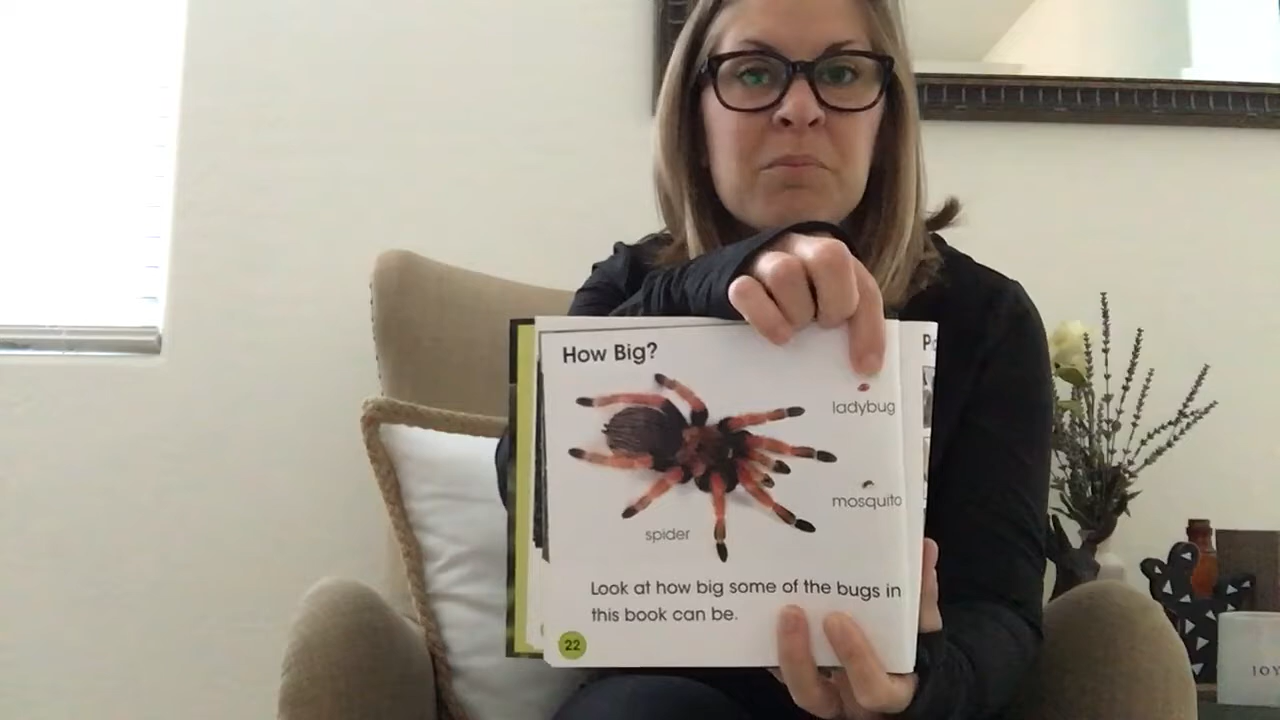 How Big?
ladybug
mosquito
spider
Look at how big some of the bugs in
this book can be.
22